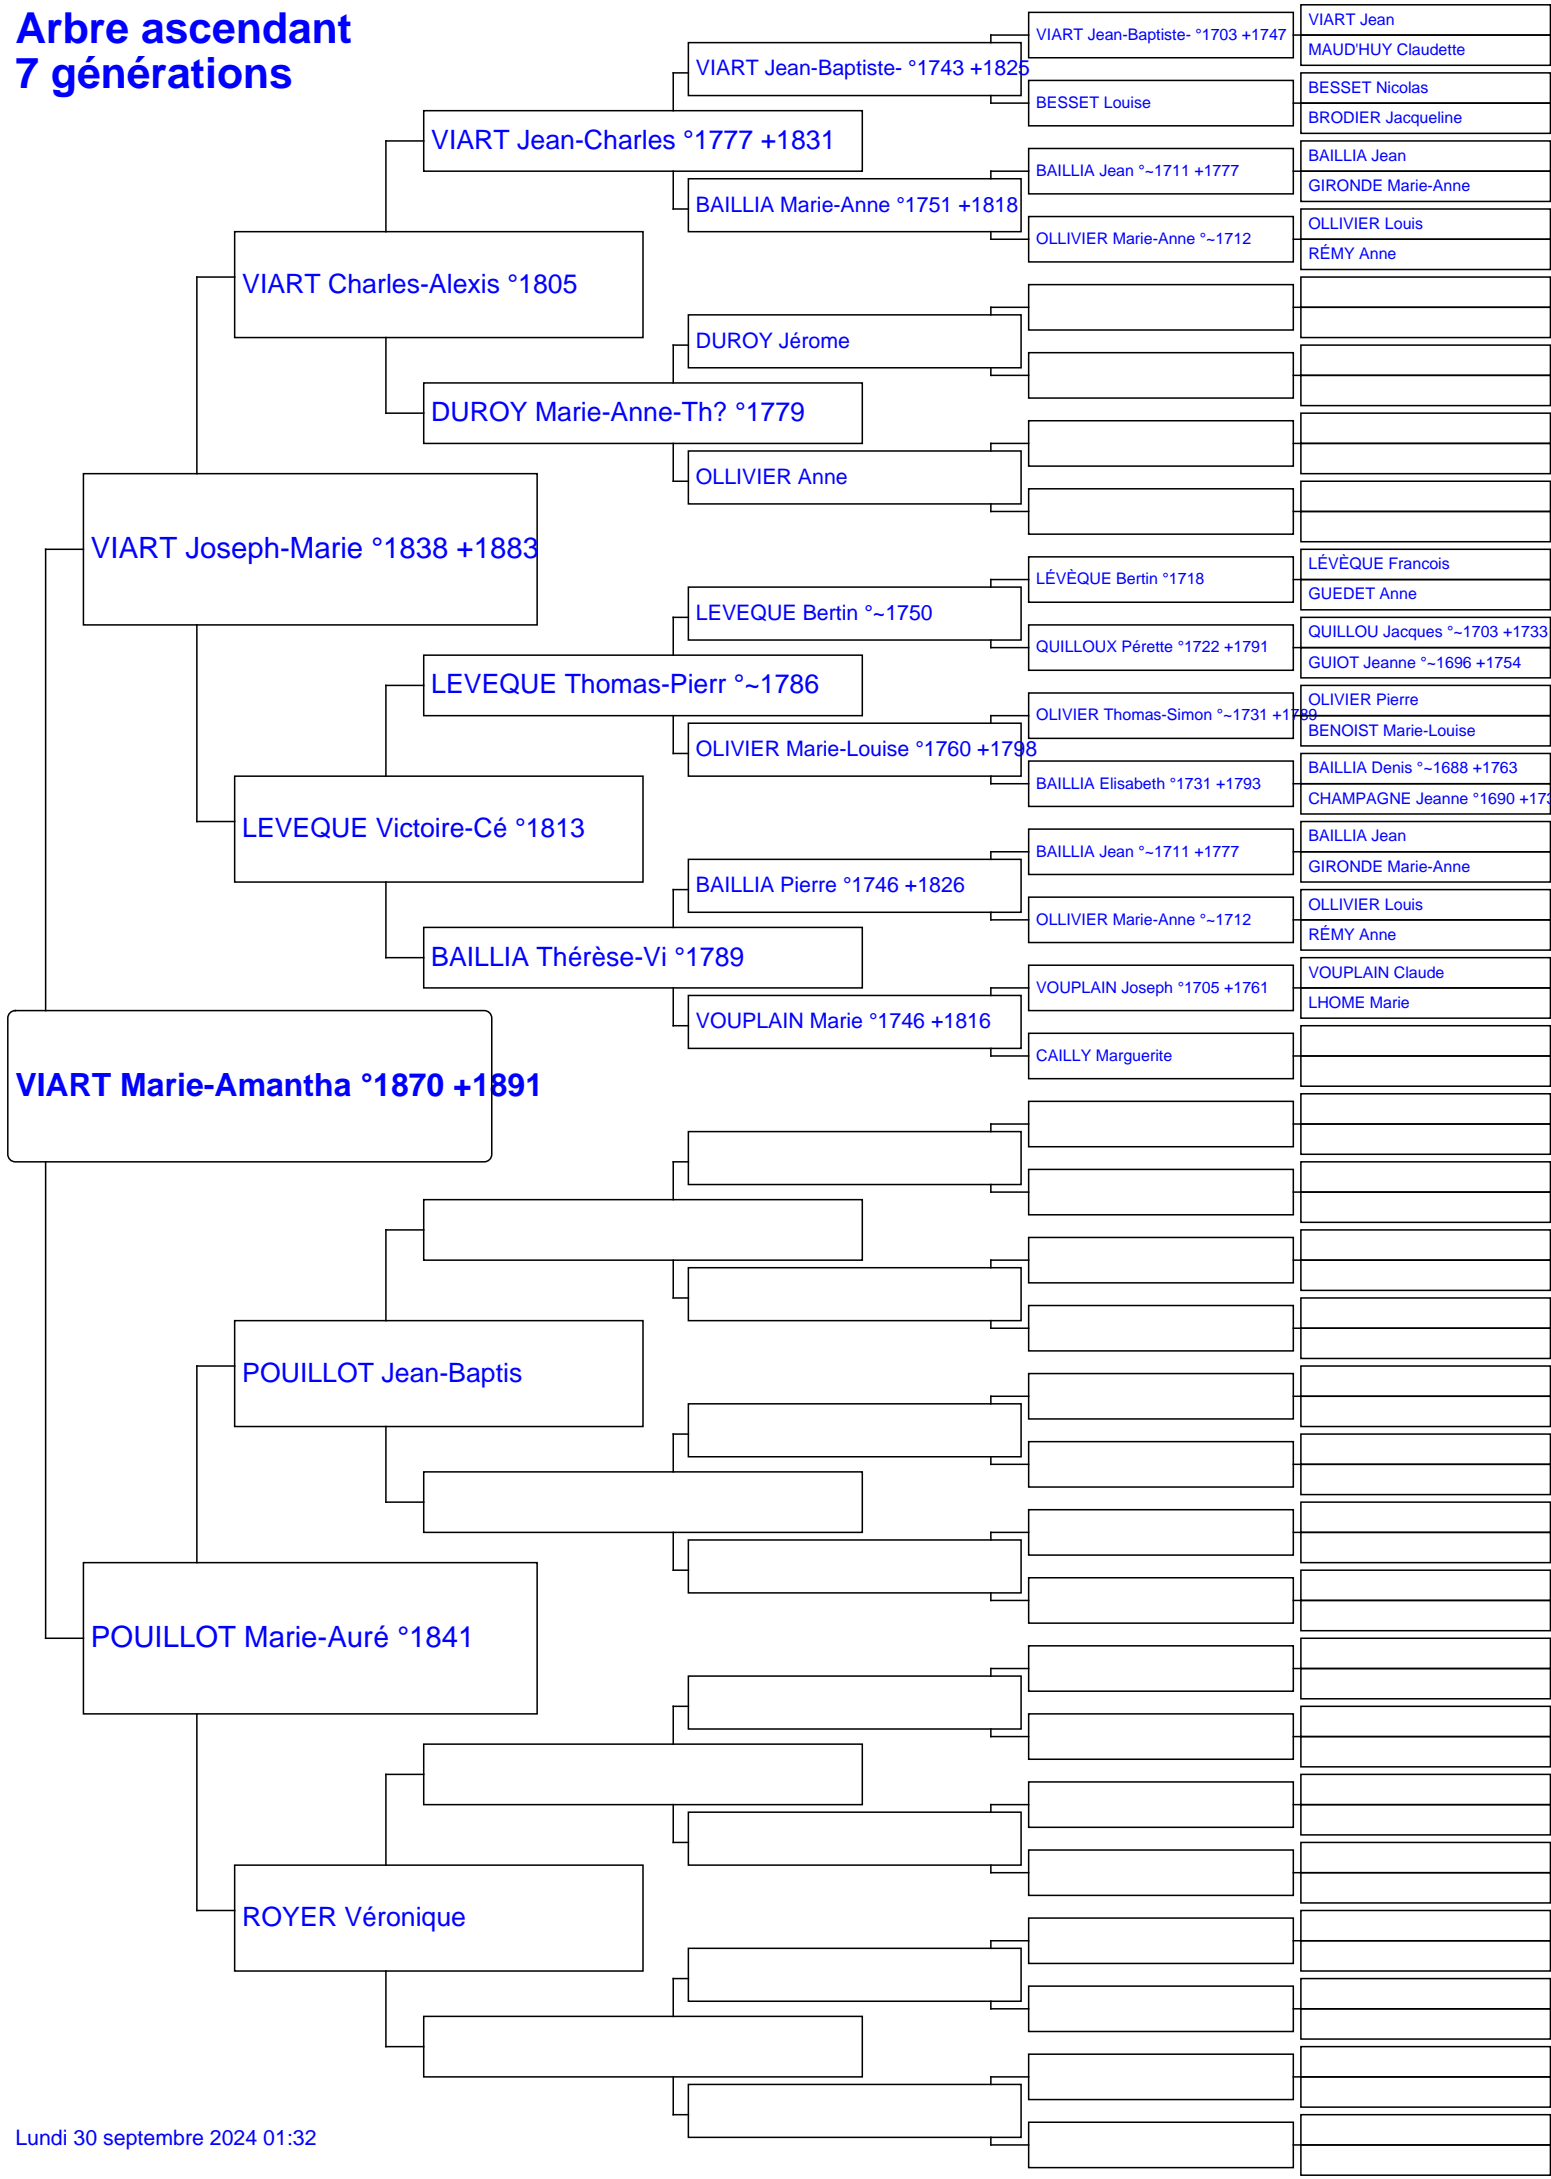 Arbre ascendant
7 générations
VIART Marie-Amantha °1870 +1891
VIART Joseph-Marie °1838 +1883
POUILLOT Marie-Auré °1841
VIART Charles-Alexis °1805
LEVEQUE Victoire-Cé °1813
POUILLOT Jean-Baptis
ROYER Véronique
VIART Jean-Charles °1777 +1831
DUROY Marie-Anne-Th? °1779
LEVEQUE Thomas-Pierr °~1786
BAILLIA Thérèse-Vi °1789
VIART Jean-Baptiste- °1743 +1825
BAILLIA Marie-Anne °1751 +1818
DUROY Jérome
OLLIVIER Anne
LEVEQUE Bertin °~1750
OLIVIER Marie-Louise °1760 +1798
BAILLIA Pierre °1746 +1826
VOUPLAIN Marie °1746 +1816
VIART Jean-Baptiste- °1703 +1747
BESSET Louise
BAILLIA Jean °~1711 +1777
OLLIVIER Marie-Anne °~1712
LÉVÈQUE Bertin °1718
QUILLOUX Pérette °1722 +1791
OLIVIER Thomas-Simon °~1731 +1789
BAILLIA Elisabeth °1731 +1793
BAILLIA Jean °~1711 +1777
OLLIVIER Marie-Anne °~1712
VOUPLAIN Joseph °1705 +1761
CAILLY Marguerite
VIART Jean
MAUD'HUY Claudette
BESSET Nicolas
BRODIER Jacqueline
BAILLIA Jean
GIRONDE Marie-Anne
OLLIVIER Louis
RÉMY Anne
LÉVÈQUE Francois
GUEDET Anne
QUILLOU Jacques °~1703 +1733
GUIOT Jeanne °~1696 +1754
OLIVIER Pierre
BENOIST Marie-Louise
BAILLIA Denis °~1688 +1763
CHAMPAGNE Jeanne °1690
BAILLIA Jean
GIRONDE Marie-Anne
OLLIVIER Louis
RÉMY Anne
VOUPLAIN Claude
LHOME Marie
Lundi 30 septembre 2024 01:32